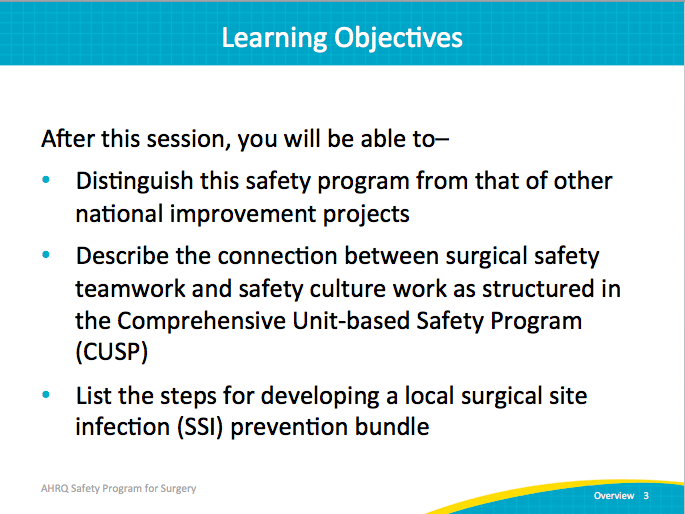 Learning Objectives
After this session, you will be able to–
• Distinguish this safety program from that of other
national improvement projects
• Describe the connection between surgical safety
teamwork and safety culture work as structured in
the Comprehensive Unit-based Safety Program
(CUSP)
• List the steps for developing a local surgical site
infection (SSI) prevention bundle
AHRQ Safety Program for Surgery
Overview 3